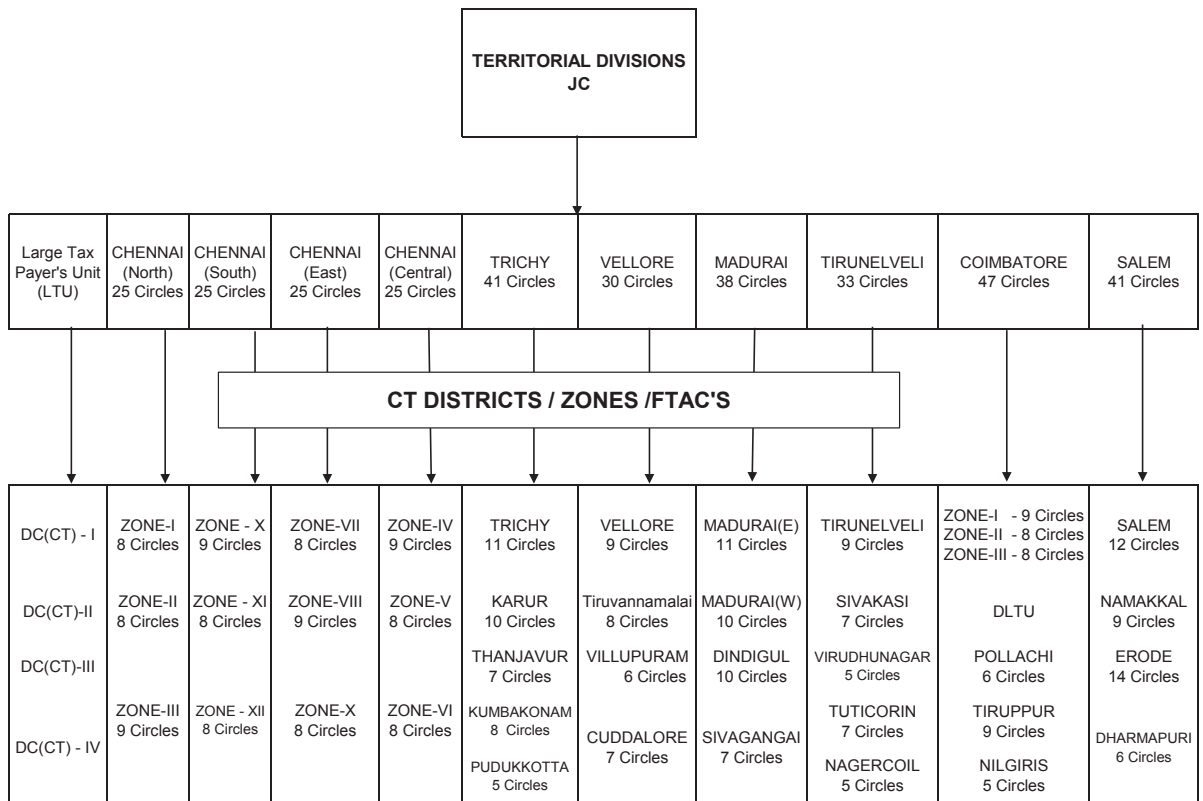 TERRITORIAL DIVISIONS
JC
Large Tax
Payer's Unit
(LTU)
CHENNAI
(North)
25 Circles
CHENNAI
(South)
25 Circles
CHENNAI
(East)
25 Circles
CHENNAI
(Central)
25 Circles
TRICHY
41 Circles
VELLORE
30 Circles
MADURAI
38 Circles
TIRUNELVELI
33 Circles
COIMBATORE
47 Circles
SALEM
41 Circles
CT DISTRICTS / ZONES /FTAC'S
DC(CT) - I
DC(CT)-II
DC(CT)-III
DC(CT) - IV
ZONE-I
8 Circles
ZONE-II
8 Circles
ZONE-III
9 Circles
ZONE - X
9 Circles
ZONE - XI
8 Circles
ZONE - XII
8 Circles
ZONE-VII
8 Circles
ZONE-VIII
9 Circles
ZONE-X
8 Circles
ZONE-IV
9 Circles
ZONE-V
8 Circles
ZONE-VI
8 Circles
TRICHY
11 Circles
KARUR
10 Circles
THANJAVUR
7 Circles
KUMBAKONAM
8 Circles
PUDUKKOTTA
5 Circles
VELLORE
9 Circles
Tiruvannamalai
8 Circles
VILLUPURAM
6 Circles
CUDDALORE
7 Circles
MADURAI(E)
11 Circles
MADURAI(W)
10 Circles
DINDIGUL
10 Circles
SIVAGANGAI
7 Circles
TIRUNELVELI
9 Circles
SIVAKASI
7 Circles
VIRUDHUNAGAR
5 Circles
TUTICORIN
7 Circles
NAGERCOIL
5 Circles
ZONE-I - 9 Circles
ZONE-II - 8 Circles
ZONE-III - 8 Circles
DLTU
POLLACHI
6 Circles
TIRUPPUR
9 Circles
NILGIRIS
5 Circles
SALEM
12 Circles
NAMAKKAL
9 Circles
ERODE
14 Circles
DHARMAPURI
6 Circles